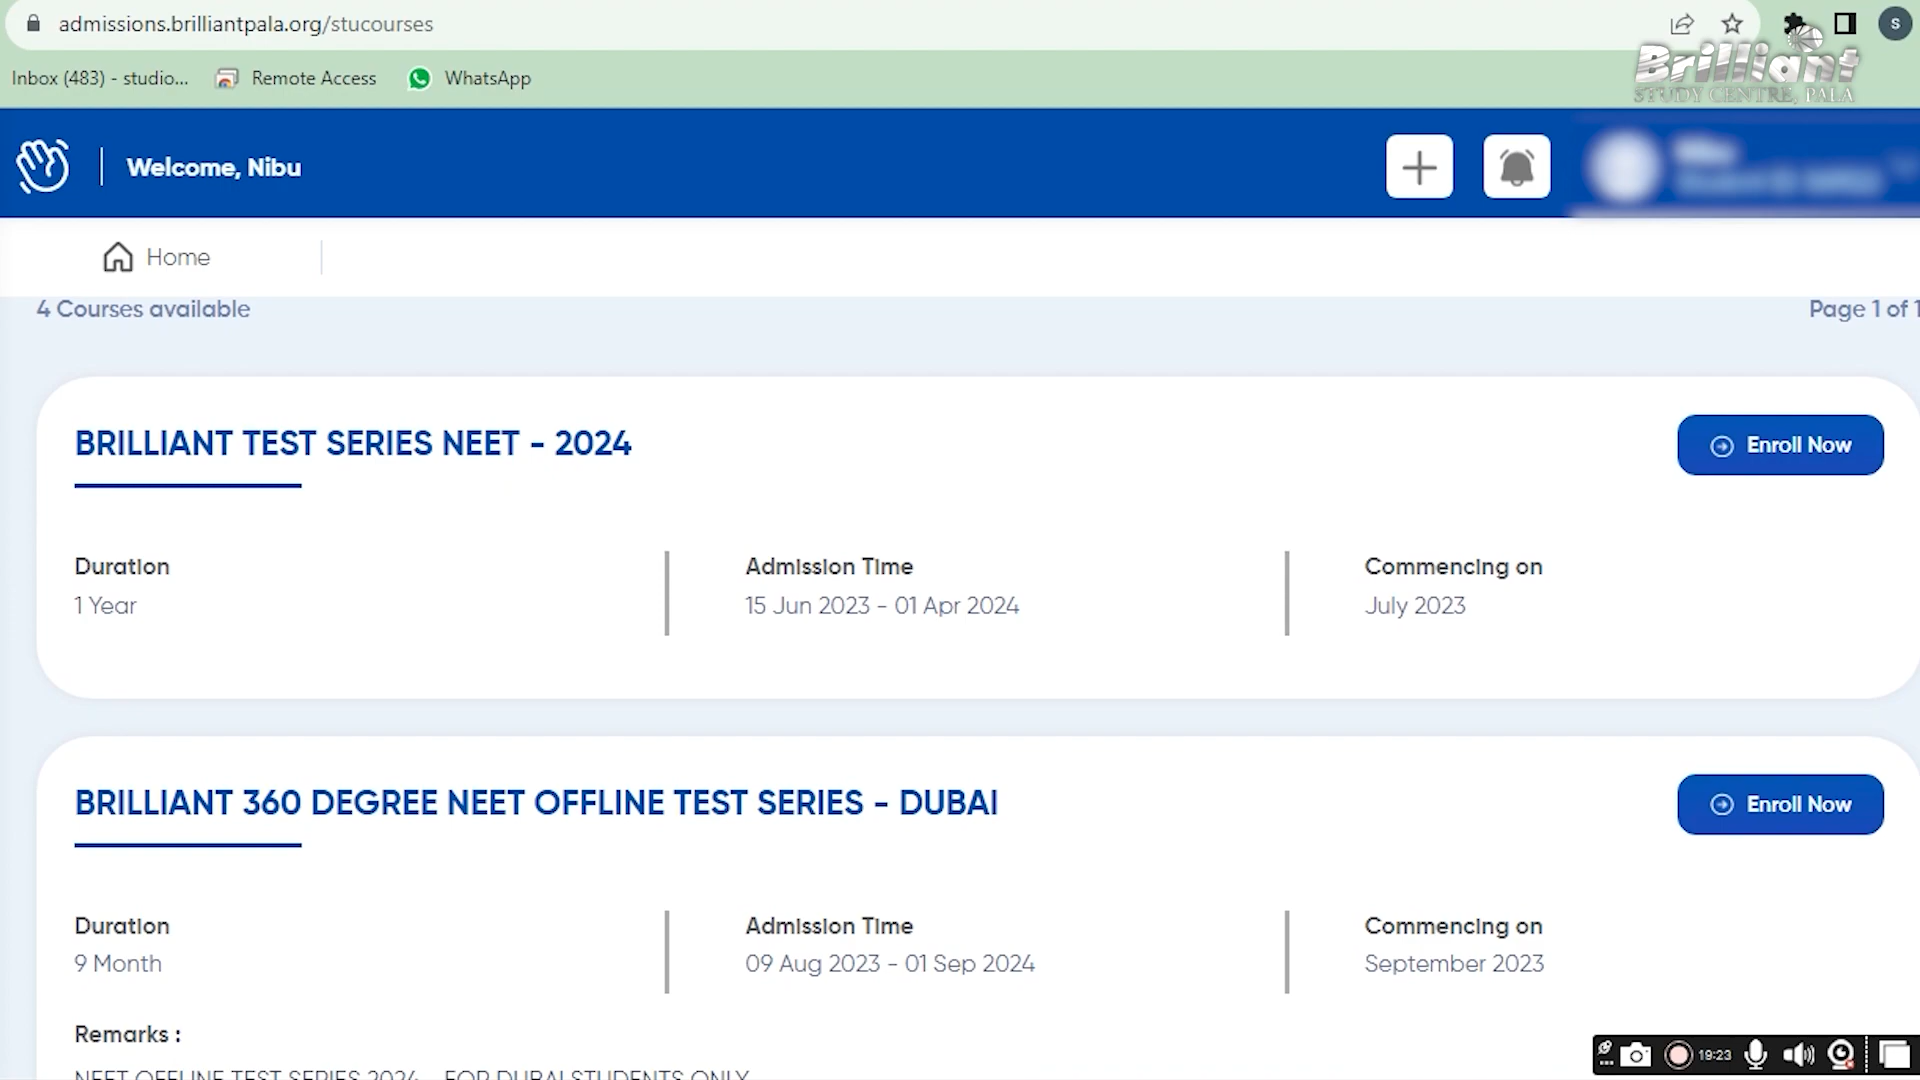 admissions.brilliantpala.org/stucourses
S
Inbox (483) - studio...
Remote Access
WhatsApp
Brilliant
STUDY CENTRE, PALA
Welcome, Nibu
Home
4 Courses available
Page 1 of 1
BRILLIANT TEST SERIES NEET - 2024
Enroll Now
Duration
Admission Time
Commencing on
1 Year
15 Jun 2023 - 01 Apr 2024
July 2023
BRILLIANT 360 DEGREE NEET OFFLINE TEST SERIES - DUBAI
Enroll Now
Duration
Admission Time
Commencing on
9 Month
09 Aug 2023 - 01 Sep 2024
September 2023
Remarks :
19:23
NEET OFFLINE TEST SERIES 2024 - FOR DUBAI STUDENTS ONLY